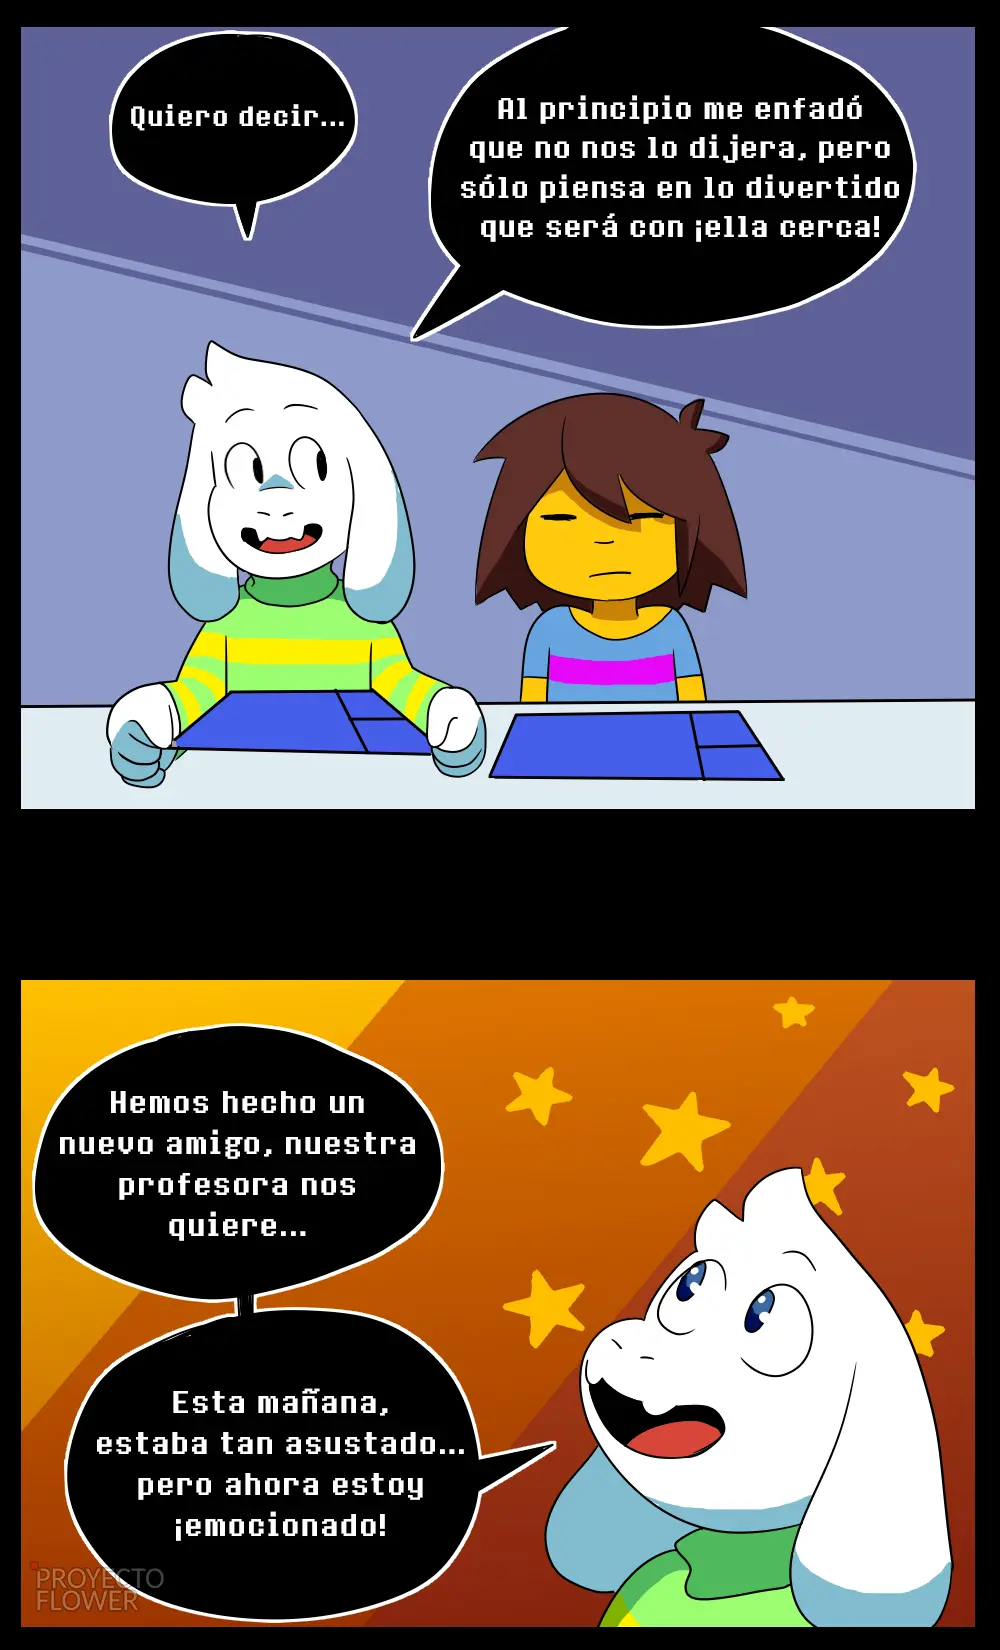 Quiero decir...
Al principio me enfadó
que no nos lo dijera, pero
sólo piensa en lo divertido
que será con ¡ella cerca!
Hemos hecho un
nuevo amigo, nuestra
profesora nos
quiere...
Esta mañana,
estaba tan asustado...
pero ahora estoy
¡emocionado!
PROYECTO
FLOWER